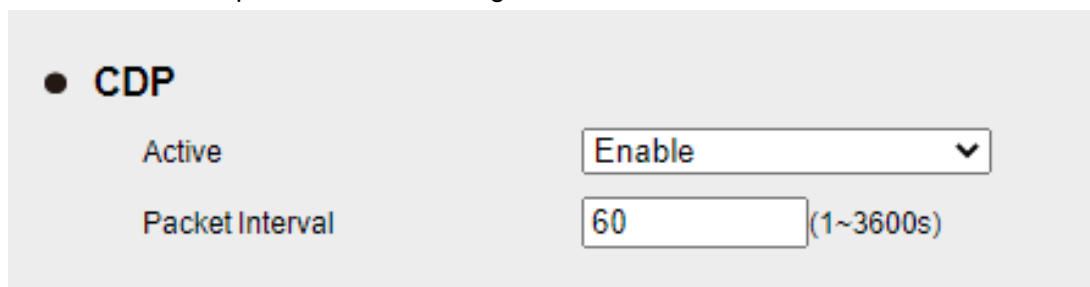 ● CDP
Active Enable
Packet Interval 60 (1~3600s)